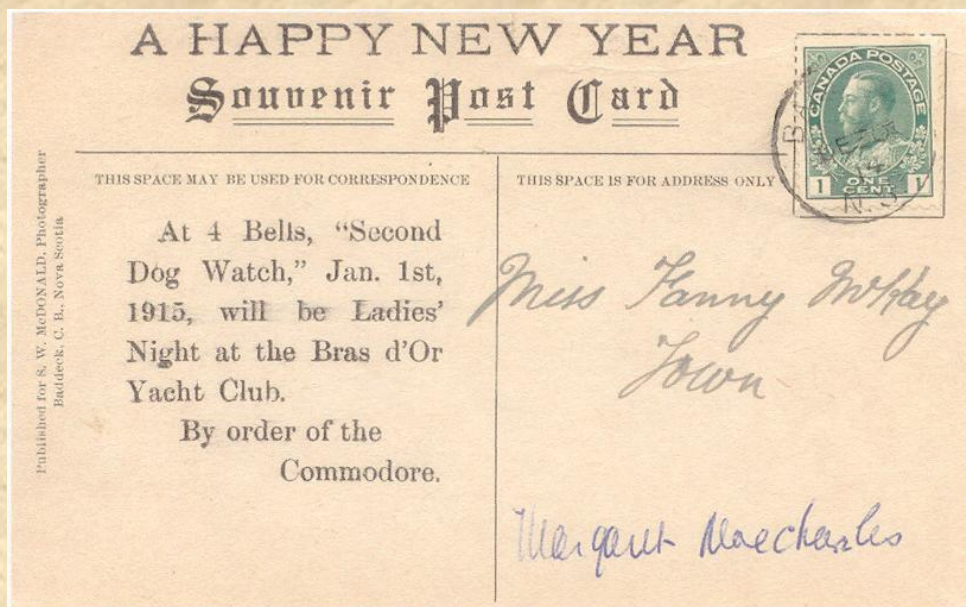 A HAPPY NEW YEAR
Souvenir Post Card
CANADA POSTAGE
1 ONE CENT 1
14
N.S
THIS SPACE MAY BE USED FOR CORRESPONDENCE
THIS SPACE IS FOR ADDRESS ONLY
At 4 Bells, "Second
Dog Watch," Jan. 1st,
1915, will be Ladies'
Night at the Bras d'Or
Yacht Club.
By order of the
Commodore.
Miss Fanny McKay
Town
Margaret MacCharles
Published for S. W. McDONALD, Photographer
Baddeck, C. B., Nova Scotia